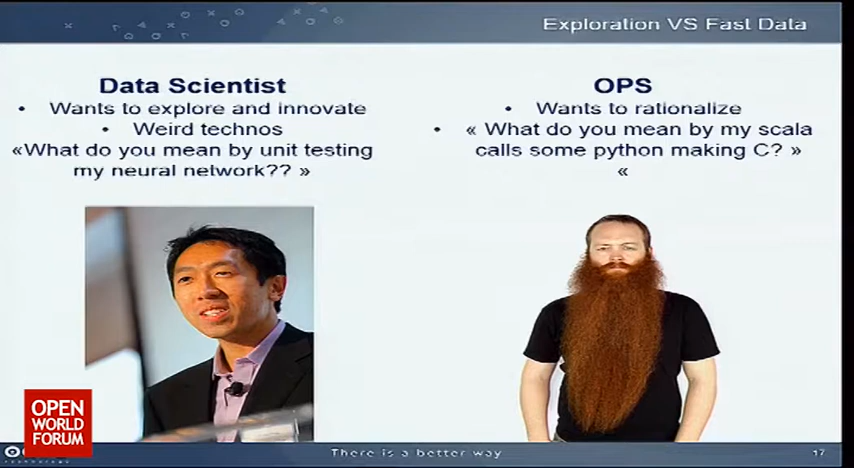 Exploration VS Fast Data
Data Scientist
• Wants to explore and innovate
• Weird technos
«What do you mean by unit testing
my neural network?? »
OPS
• Wants to rationalize
• « What do you mean by my scala
calls some python making C? »
«
OPEN
WORLD
FORUM
There is a better way
17